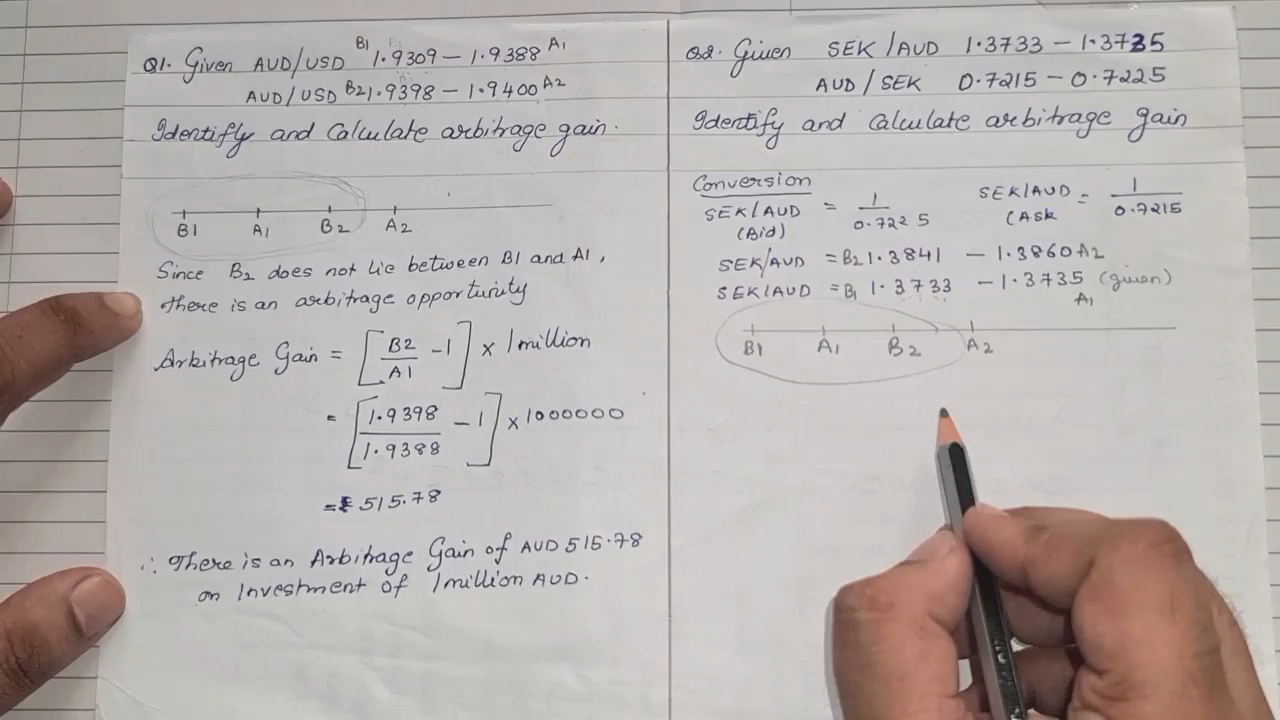 Q1. Given AUD/USD B1 1.9309 – 1.9388 A1
AUD/USD B2 1.9398 – 1.9400 A2
Identifly and Calculate arbitrage gain.
B1 A1 B2 A2
Since B2 does not lie between B1 and A1,
there is an arbitrage opportunity
Arbitrage Gain = [B2/A1 - 1] × 1million
= [1.9398/1.9388 - 1] × 1000000
= 515.78
∴ There is an Arbitrage Gain of AUD 515.78
on Investment of 1million AUD.
Q2. Given SEK/AUD 1.3733 – 1.3735
AUD/SEK 0.7215 – 0.7225
Identify and Calculate arbitrage gain
Conversion
SEK/AUD (Bid) = 1/0.7225 SEK/AUD (Ask = 1/0.7215
SEK/AUD = B2 1.3841 – 1.3860 A2
SEK/AUD = B1 1.3733 – 1.3735 (given)
A1
B1 A1 B2 A2